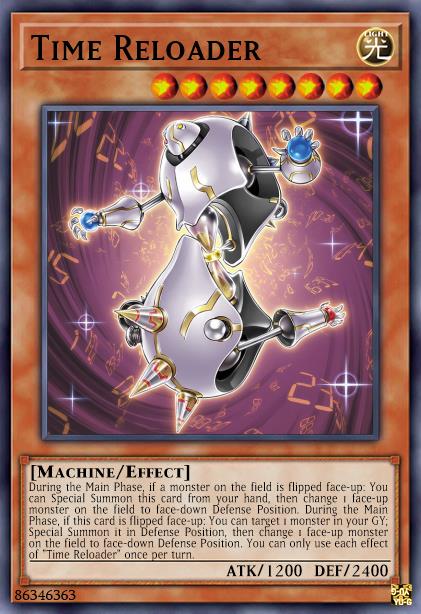 TIME RELOADER
LIGHT
光
[MACHINE/EFFECT]
During the Main Phase, if a monster on the field is flipped face-up: You
can Special Summon this card from your hand, then change 1 face-up
monster on the field to face-down Defense Position. During the Main
Phase, if this card is flipped face-up: You can target 1 monster in your GY;
Special Summon it in Defense Position, then change 1 face-up monster
on the field to face-down Defense Position. You can only use each effect
of "Time Reloader" once per turn.
ATK/1200 DEF/2400
86346363